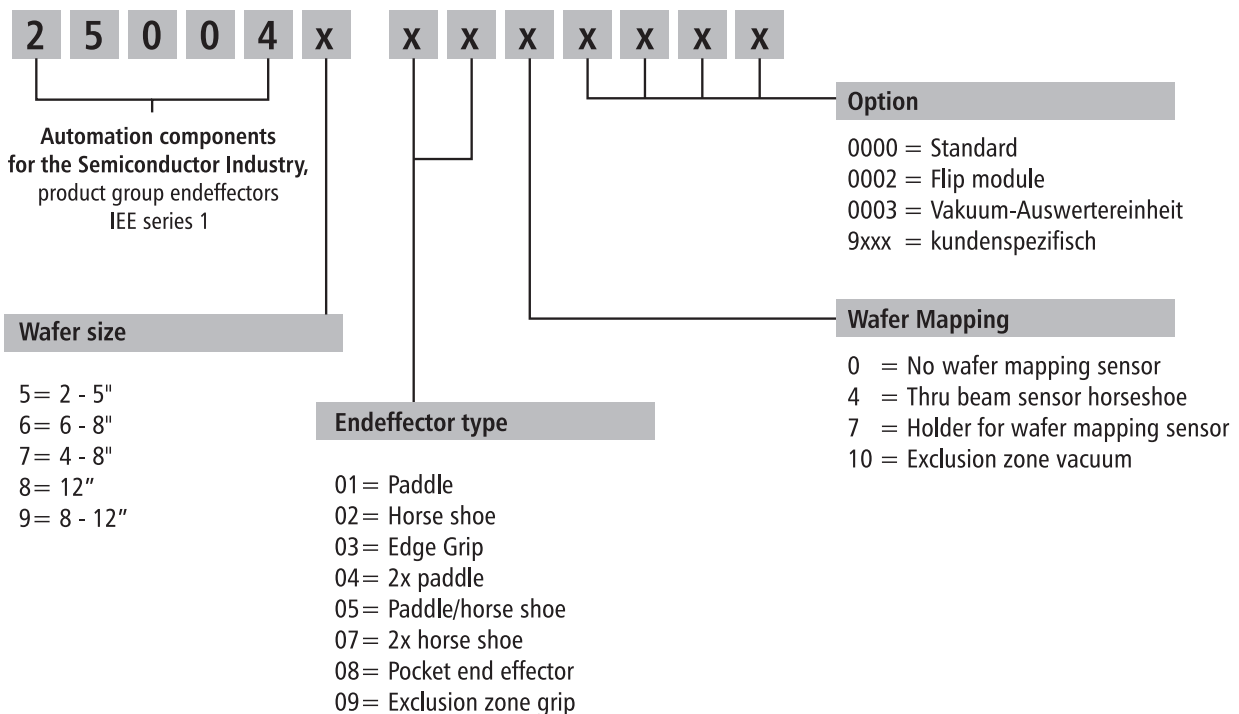 2 5 0 0 4 x x x x x x x x
Automation components
for the Semiconductor Industry,
product group endeffectors
IEE series 1
Option
0000 = Standard
0002 = Flip module
0003 = Vakuum-Auswertereinheit
9xxx = kundenspezifisch
Wafer size
5= 2 - 5"
6= 6 - 8"
7= 4 - 8"
8= 12"
9= 8 - 12"
Endeffector type
01= Paddle
02= Horse shoe
03= Edge Grip
04= 2x paddle
05= Paddle/horse shoe
07= 2x horse shoe
08= Pocket end effector
09= Exclusion zone grip
Wafer Mapping
0 = No wafer mapping sensor
4 = Thru beam sensor horseshoe
7 = Holder for wafer mapping sensor
10 = Exclusion zone vacuum